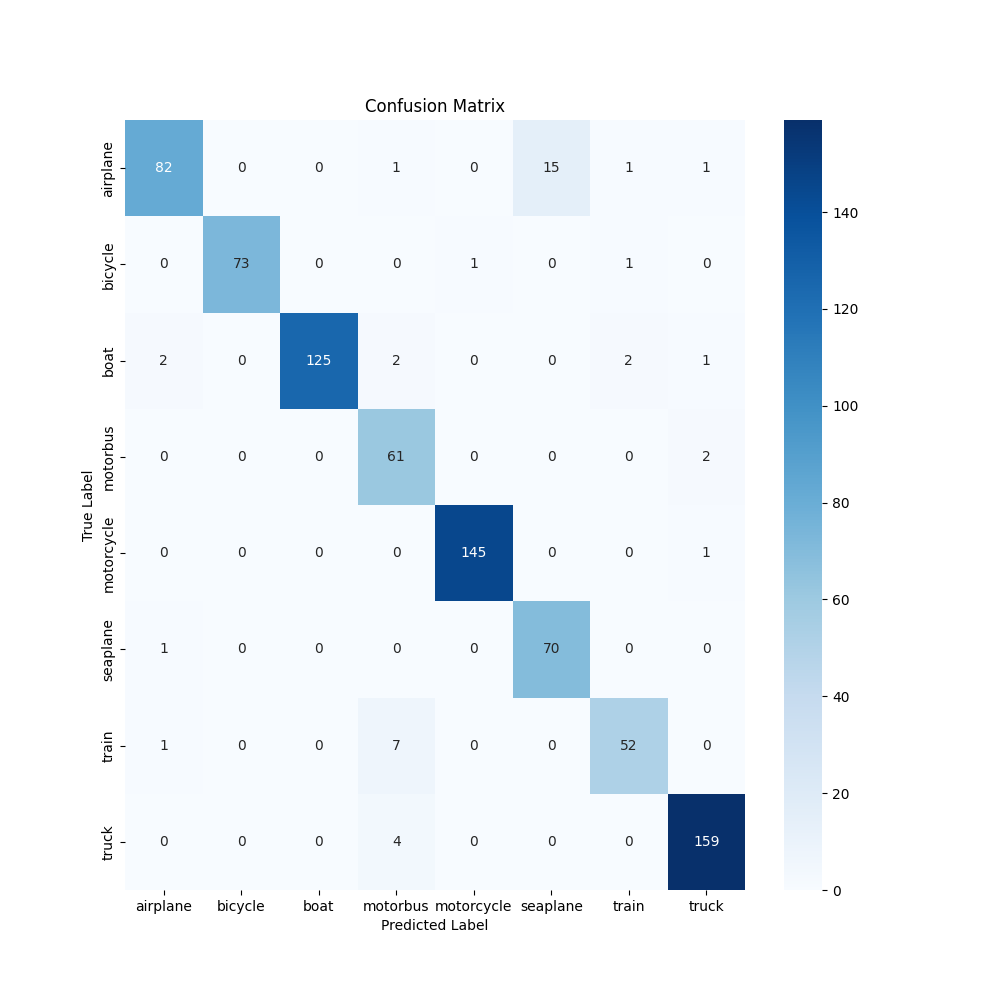 Confusion Matrix
airplane 82 0 0 1 0 15 1 1
bicycle 0 73 0 0 1 0 1 0
boat 2 0 125 2 0 0 2 1
motorbus 0 0 0 61 0 0 0 2
motorcycle 0 0 0 0 145 0 0 1
seaplane 1 0 0 0 0 70 0 0
train 1 0 0 7 0 0 52 0
truck 0 0 0 4 0 0 0 159
True Label
airplane bicycle boat motorbus motorcycle seaplane train truck
Predicted Label
140
120
100
80
60
40
20
0